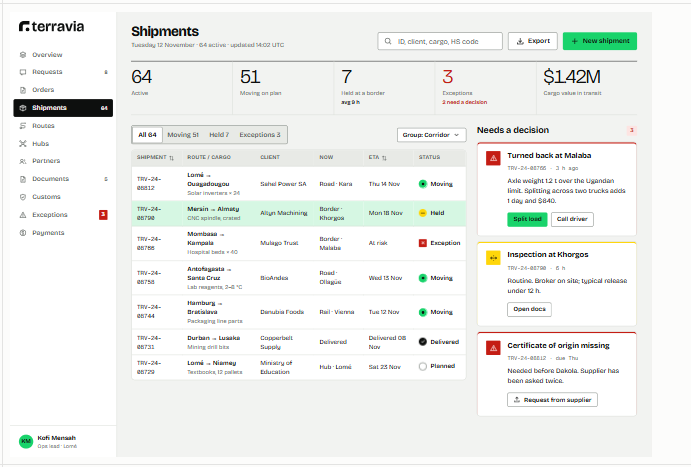 terravia
Overview
Requests 8
Orders
Shipments 64
Routes
Hubs
Partners
Documents 5
Customs
Exceptions 3
Payments
KM
Kofi Mensah
Ops lead · Lomé
Shipments
Tuesday 12 November · 64 active · updated 14:02 UTC
ID, client, cargo, HS code
Export
New shipment
64
Active
51
Moving on plan
7
Held at a border
avg 9 h
3
Exceptions
2 need a decision
$1.42M
Cargo value in transit
All 64
Moving 51
Held 7
Exceptions 3
Group: Corridor
SHIPMENT ROUTE / CARGO CLIENT NOW ETA STATUS
TRV-24-08812
Lomé → Ouagadougou
Solar inverters × 24
Sahel Power SA
Road · Kara
Thu 14 Nov
Moving
TRV-24-08790
Mersin → Almaty
CNC spindle, crated
Altyn Machining
Border · Khorgos
Mon 18 Nov
Held
TRV-24-08766
Mombasa → Kampala
Hospital beds × 40
Mulago Trust
Border · Malaba
At risk
Exception
TRV-24-08758
Antofagasta → Santa Cruz
Lab reagents, 2–8 °C
BioAndes
Road · Ollagüe
Wed 13 Nov
Moving
TRV-24-08744
Hamburg → Bratislava
Packaging line parts
Danubia Foods
Rail · Vienna
Tue 12 Nov
Moving
TRV-24-08731
Durban → Lusaka
Mining drill bits
Copperbelt Supply
Delivered
Delivered 08 Nov
Delivered
TRV-24-08729
Lomé → Niamey
Textbooks, 12 pallets
Ministry of Education
Hub · Lomé
Sat 23 Nov
Planned
Needs a decision 3
Turned back at Malaba
TRV-24-08766 · 3 h ago
Axle weight 1.2 t over the Ugandan
limit. Splitting across two trucks adds
1 day and $640.
Split load
Call driver
Inspection at Khorgos
TRV-24-08790 · 6 h
Routine. Broker on site; typical release
under 12 h.
Open docs
Certificate of origin missing
TRV-24-08612 · due Thu
Needed before Dakola. Supplier has
been asked twice.
Request from supplier